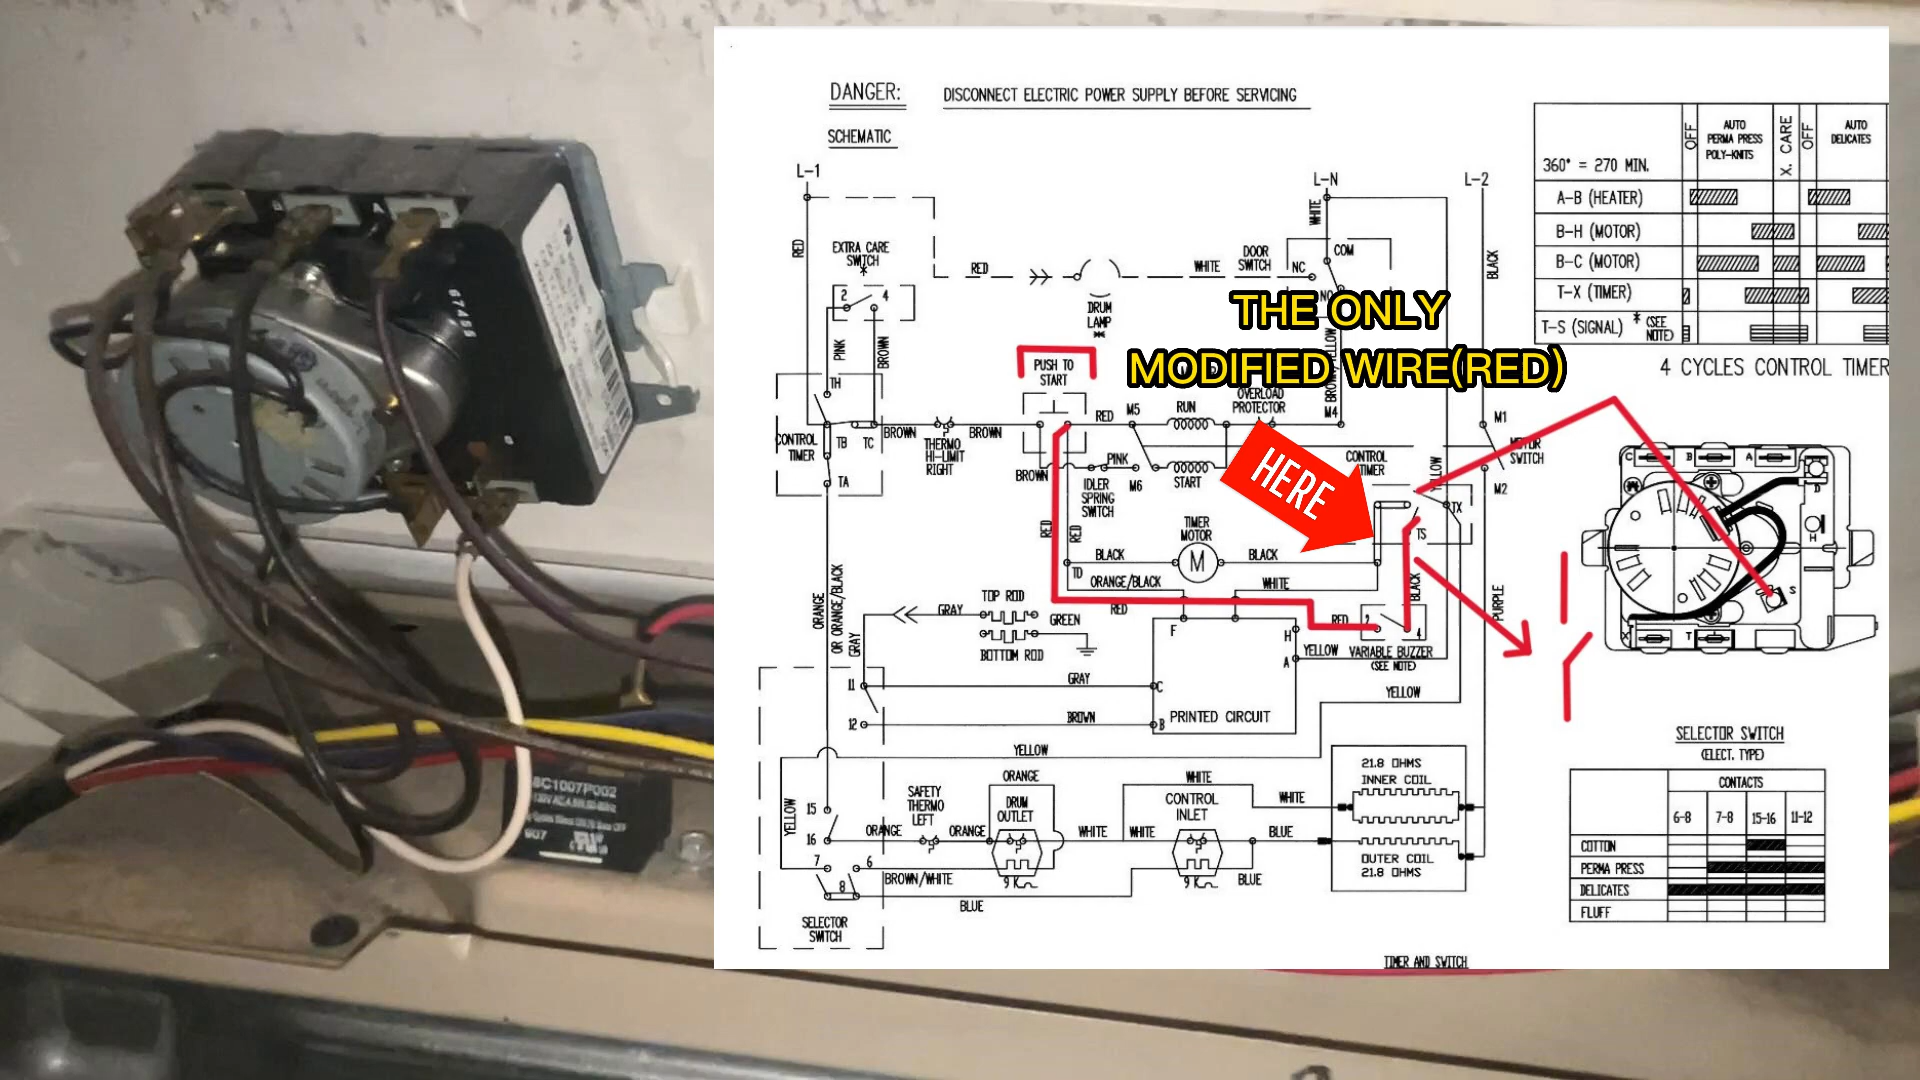 DANGER: DISCONNECT ELECTRIC POWER SUPPLY BEFORE SERVICING
SCHEMATIC
L-1
L-N
L-2
RED
EXTRA CARE
SWITCH
*
2 4
PINK
BROWN
TH
TB TC
TA
CONTROL
TIMER
BROWN
THERMO
HI-LIMIT
RIGHT
BROWN
RED
DRUM
LAMP
WHITE
DOOR
SWITCH
NC
COM
WHITE
BLACK
THE ONLY
MODIFIED WIRE(RED)
PUSH TO
START
RED
M5
RUN
OVERLOAD
PROTECTOR
M4
BROWN
IDLER
SPRING
SWITCH
PINK
M6
START
HERE
CONTROL
YELLOW
M1
SWITCH
M2
TX
TS
RED
RED
TIMER
MOTOR
BLACK
M
BLACK
TD
ORANGE/BLACK
WHITE
BLACK
PURPLE
ORANGE
OR ORANGE/BLACK
GRAY
GRAY
TOP ROD
GREEN
BOTTOM ROD
RED
RED
2 4
VARIABLE BUZZER
(SEE NOTE)
F
H
A
C
B
PRINTED CIRCUIT
YELLOW
YELLOW
11
GRAY
12
BROWN
YELLOW
YELLOW
15
16
7
6
8
SELECTOR
SWITCH
ORANGE
SAFETY
THERMO
LEFT
ORANGE
ORANGE
DRUM
OUTLET
WHITE
WHITE
WHITE
CONTROL
INLET
BLUE
WHITE
BROWN/WHITE
9 K
9 K
BLUE
BLUE
21.8 OHMS
INNER COIL
OUTER COIL
21.8 OHMS
360° = 270 MIN.
OFF
AUTO
PERMA PRESS
POLY-KNITS
X. CARE
OFF
AUTO
DELICATES
A-B (HEATER)
B-H (MOTOR)
B-C (MOTOR)
T-X (TIMER)
T-S (SIGNAL) * (SEE
NOTE)
4 CYCLES CONTROL TIMER
C B A
D
H
S
X T
SELECTOR SWITCH
(ELECT. TYPE)
CONTACTS
6-8 7-8 15-16 11-12
COTTON
PERMA PRESS
DELICATES
FLUFF
TIMER AND SWITCH
B A
67455
907